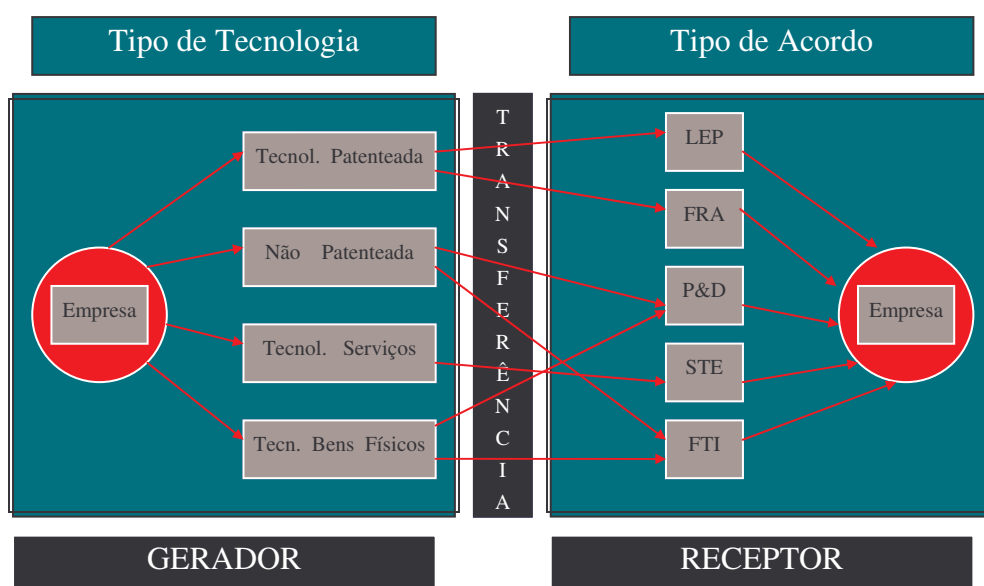 Tipo de Tecnologia
Tipo de Acordo
Empresa
Tecnol. Patenteada
Não Patenteada
Tecnol. Serviços
Tecn. Bens Físicos
T
R
A
N
S
F
E
R
Ê
N
C
I
A
LEP
FRA
P&D
STE
FTI
Empresa
GERADOR
RECEPTOR